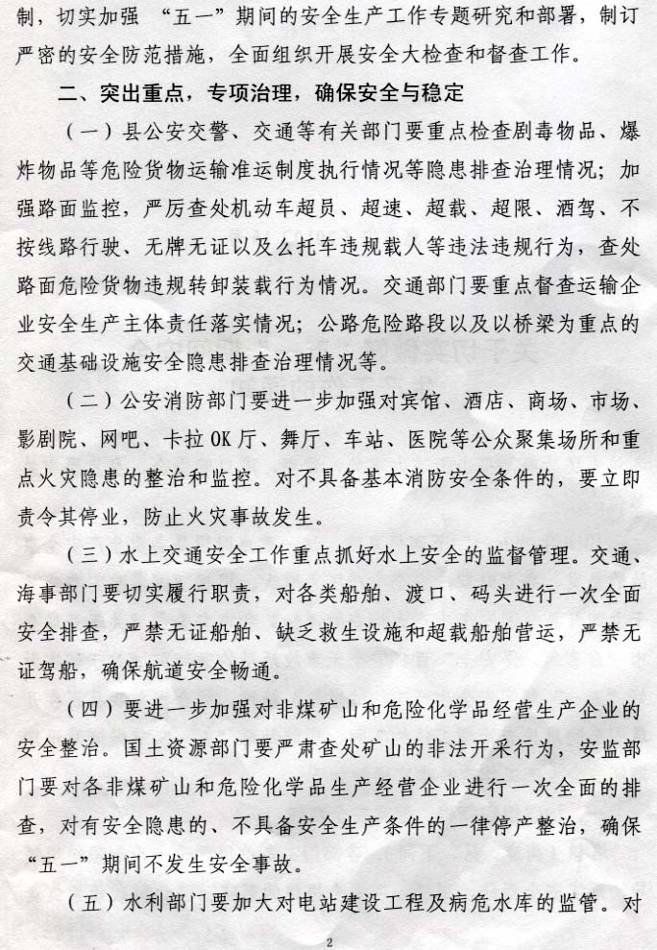 制，切实加强 “五一”期间的安全生产工作专题研究和部署，制订
严密的安全防范措施，全面组织开展安全大检查和督查工作。
二、突出重点，专项治理，确保安全与稳定
（一）县公安交警、交通等有关部门要重点检查剧毒物品、爆
炸物品等危险货物运输准运制度执行情况等隐患排查治理情况；加
强路面监控，严厉查处机动车超员、超速、超载、超限、酒驾、不
按线路行驶、无牌无证以及么托车违规载人等违法违规行为，查处
路面危险货物违规转卸装载行为情况。交通部门要重点督查运输企
业安全生产主体责任落实情况；公路危险路段以及以桥梁为重点的
交通基础设施安全隐患排查治理情况等。
（二）公安消防部门要进一步加强对宾馆、酒店、商场、市场、
影剧院、网吧、卡拉 OK 厅、舞厅、车站、医院等公众聚集场所和重
点火灾隐患的整治和监控。对不具备基本消防安全条件的，要立即
责令其停业，防止火灾事故发生。
（三）水上交通安全工作重点抓好水上安全的监督管理。交通、
海事部门要切实履行职责，对各类船舶、渡口、码头进行一次全面
安全排查，严禁无证船舶、缺乏救生设施和超载船舶营运，严禁无
证驾船，确保航道安全畅通。
（四）要进一步加强对非煤矿山和危险化学品经营生产企业的
安全整治。国土资源部门要严肃查处矿山的非法开采行为，安监部
门要对各非煤矿山和危险化学品生产经营企业进行一次全面的排
查，对有安全隐患的、不具备安全生产条件的一律停产整治，确保
“五一”期间不发生安全事故。
（五）水利部门要加大对电站建设工程及病危水库的监管。对
2